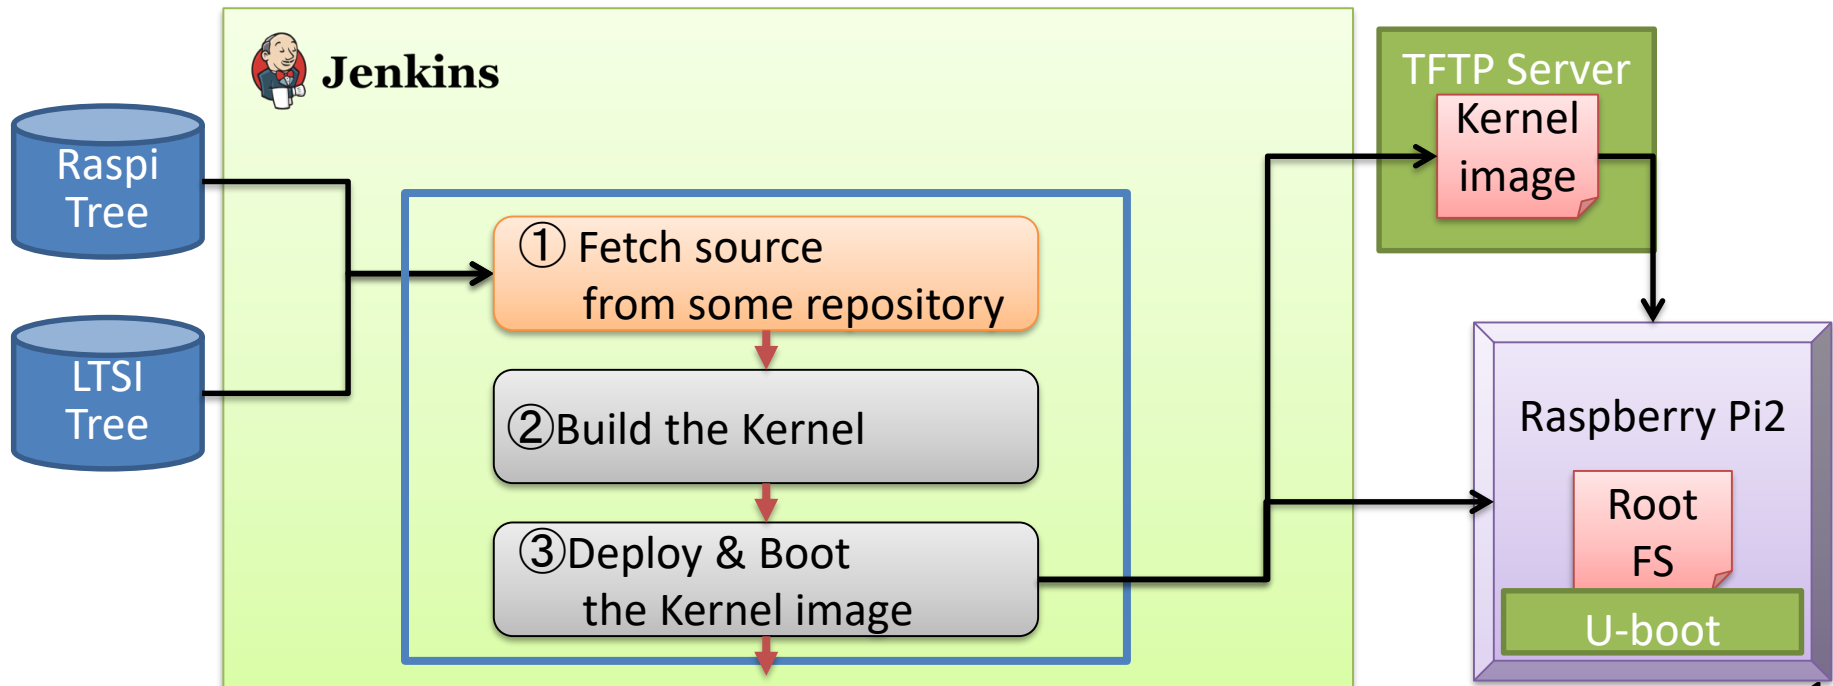 Jenkins
Raspi
Tree
LTSI
Tree
① Fetch source
from some repository
②Build the Kernel
③Deploy & Boot
the Kernel image
TFTP Server
Kernel
image
Raspberry Pi2
Root
FS
U-boot